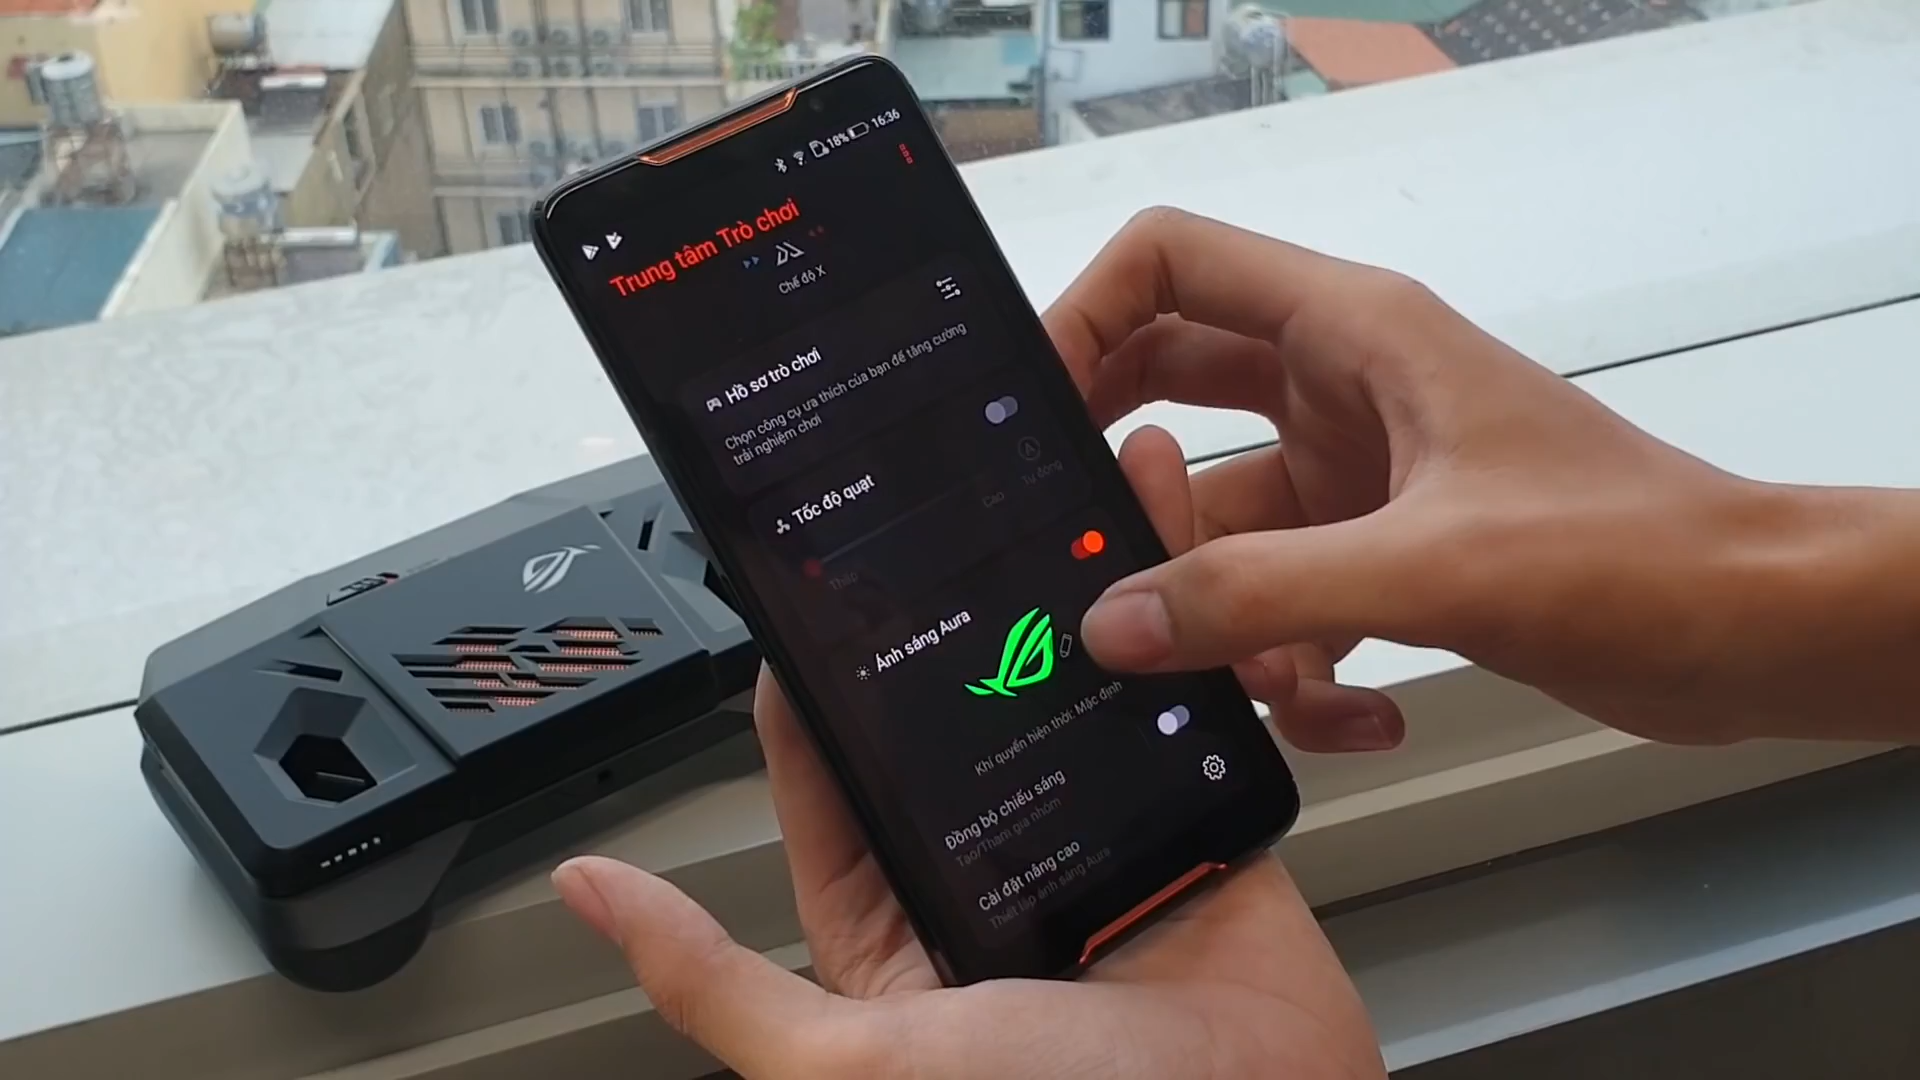 18% 16:36
Trung tâm Trò chơi
Chế độ X
Hồ sơ trò chơi
Chọn công cụ ưa thích của bạn để tăng cường
trải nghiệm chơi
Tốc độ quạt
Thấp
Cao
Tự động
Ánh sáng Aura
Khí quyển hiện thời: Mặc định
Đồng bộ chiếu sáng
Tạo/Tham gia nhóm
Cài đặt nâng cao
Thiết lập ánh sáng Aura